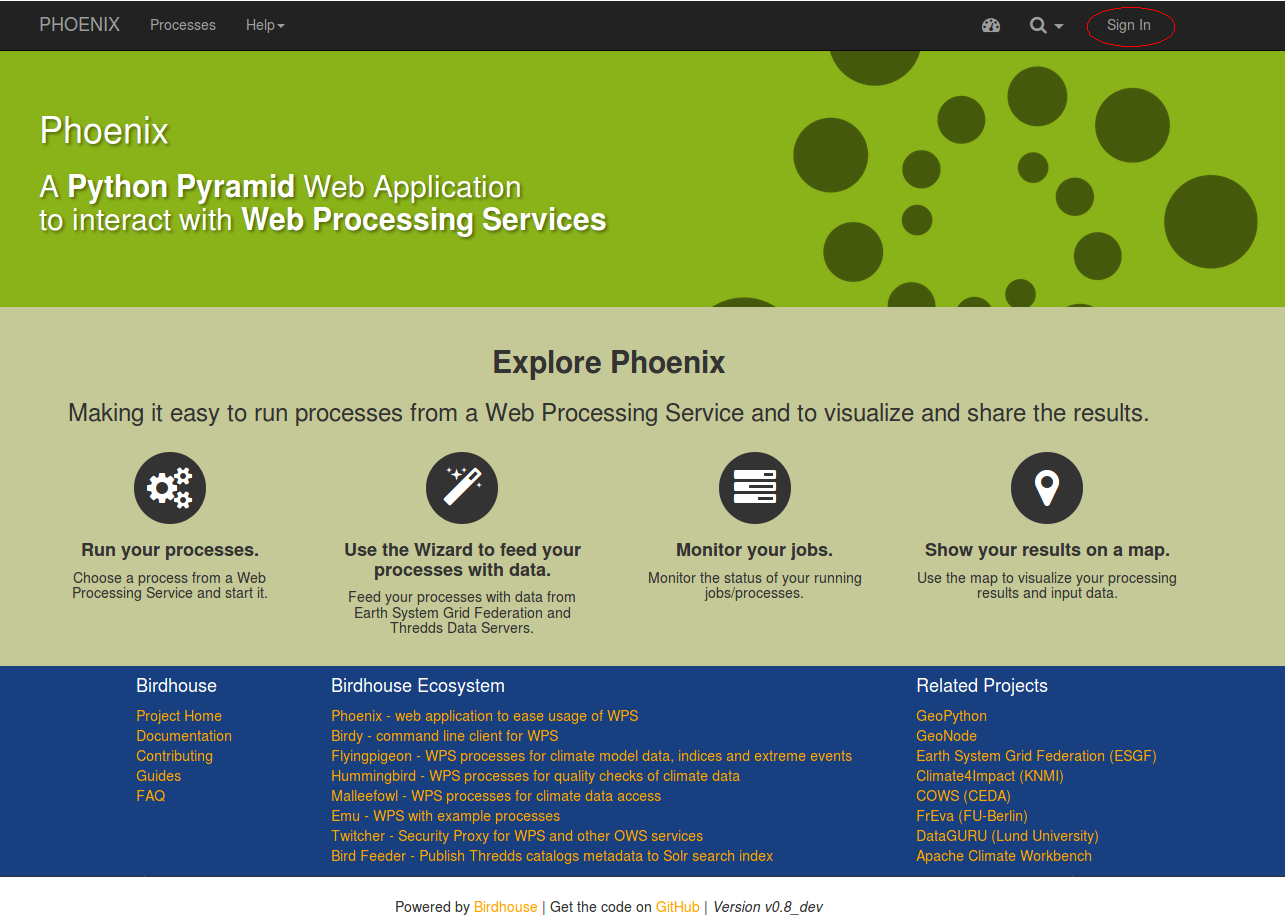 PHOENIX Processes Help Sign In
Phoenix
A Python Pyramid Web Application
to interact with Web Processing Services
Explore Phoenix
Making it easy to run processes from a Web Processing Service and to visualize and share the results.
Run your processes.
Choose a process from a Web
Processing Service and start it.
Use the Wizard to feed your
processes with data.
Feed your processes with data from
Earth System Grid Federation and
Thredds Data Servers.
Monitor your jobs.
Monitor the status of your running
jobs/processes.
Show your results on a map.
Use the map to visualize your processing
results and input data.
Birdhouse
Project Home
Documentation
Contributing
Guides
FAQ
Birdhouse Ecosystem
Phoenix - web application to ease usage of WPS
Birdy - command line client for WPS
Flyingpigeon - WPS processes for climate model data, indices and extreme events
Hummingbird - WPS processes for quality checks of climate data
Malleefowl - WPS processes for climate data access
Emu - WPS with example processes
Twitcher - Security Proxy for WPS and other OWS services
Bird Feeder - Publish Thredds catalogs metadata to Solr search index
Related Projects
GeoPython
GeoNode
Earth System Grid Federation (ESGF)
Climate4Impact (KNMI)
COWS (CEDA)
FrEva (FU-Berlin)
DataGURU (Lund University)
Apache Climate Workbench
Powered by Birdhouse | Get the code on GitHub | Version v0.8_dev